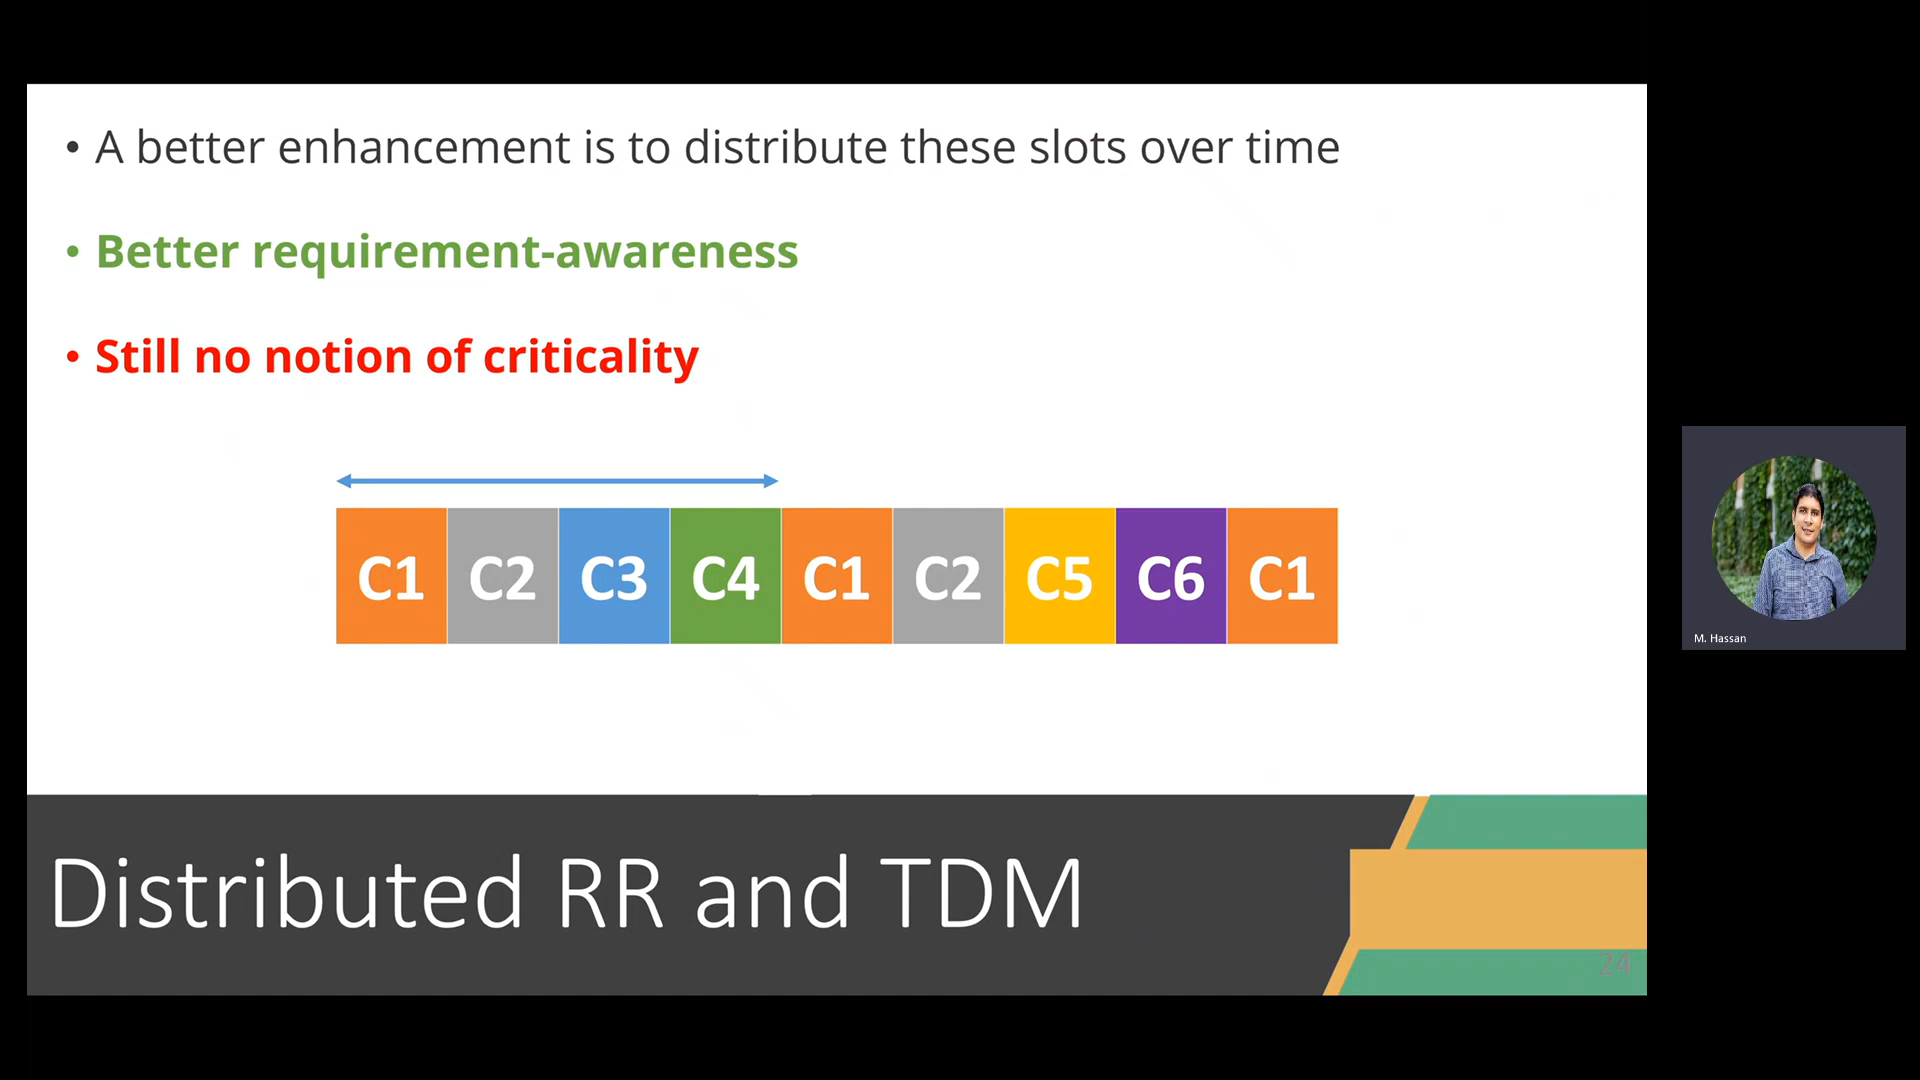 • A better enhancement is to distribute these slots over time
• Better requirement-awareness
• Still no notion of criticality
C1 C2 C3 C4 C1 C2 C5 C6 C1
M. Hassan
Distributed RR and TDM
24